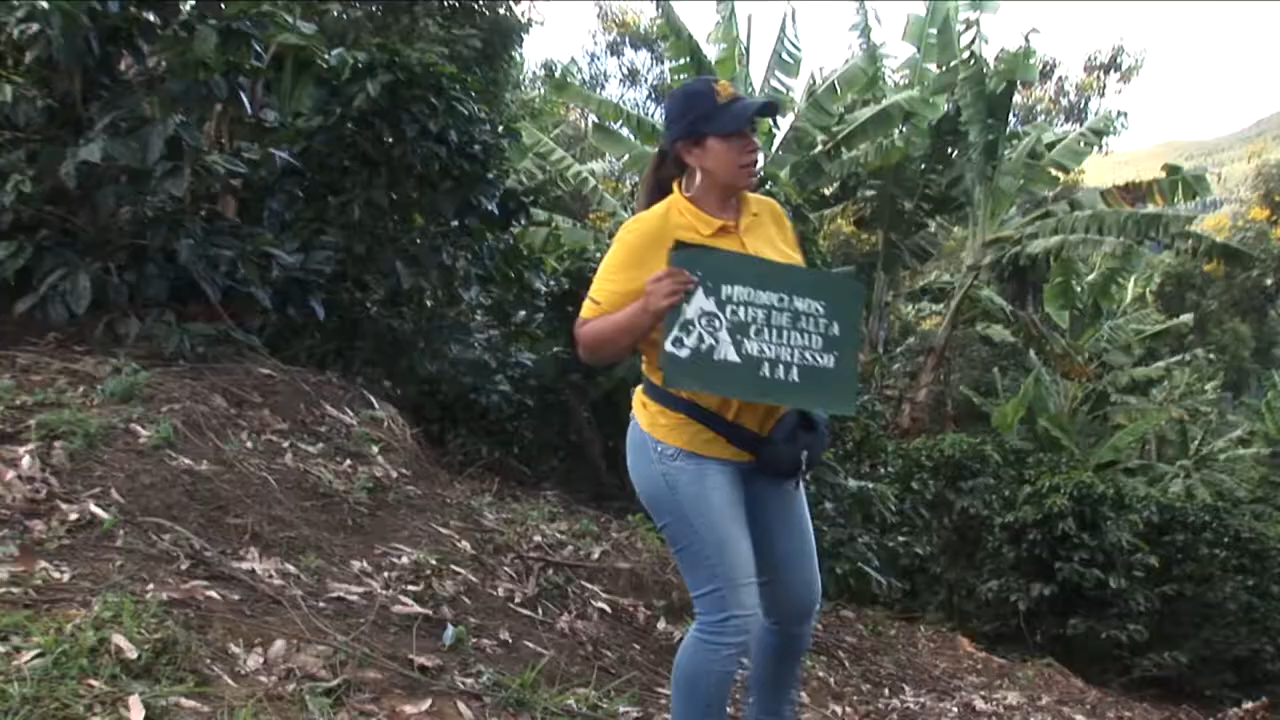 PRODUCIMOS
CAFE DE ALTA
CALIDAD
NESPRESSO
AAA